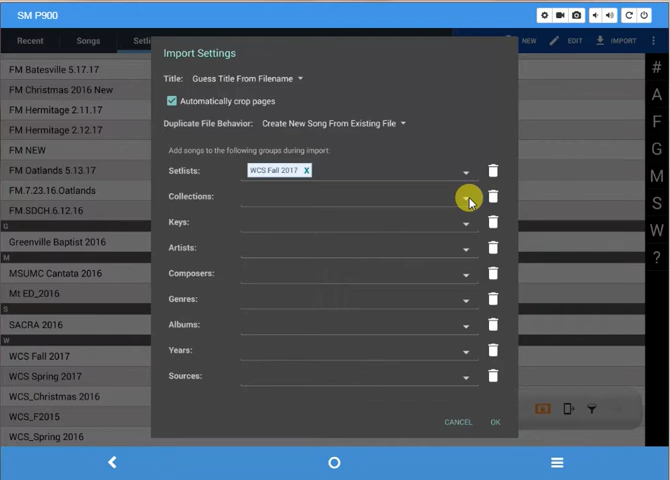 SM P900
Recent Songs Setli NEW EDIT IMPORT
FM Batesville 5.17.17
FM Christmas 2016 New
FM Hermitage 2.11.17
FM Hermitage 2.12.17
FM NEW
FM Oatlands 5.13.17
FM.7.23.16.Oatlands
FM.SDCH.6.12.16
G
Greenville Baptist 2016
M
MSUMC Cantata 2016
Mt ED_2016
S
SACRA 2016
W
WCS Fall 2017
WCS Spring 2017
WCS_Christmas 2016
WCS_F2015
WCS_Spring 2016
Import Settings
Title: Guess Title From Filename
Automatically crop pages
Duplicate File Behavior: Create New Song From Existing File
Add songs to the following groups during import:
Setlists: WCS Fall 2017 X
Collections:
Keys:
Artists:
Composers:
Genres:
Albums:
Years:
Sources:
CANCEL OK
#
A
F
G
M
S
W
?